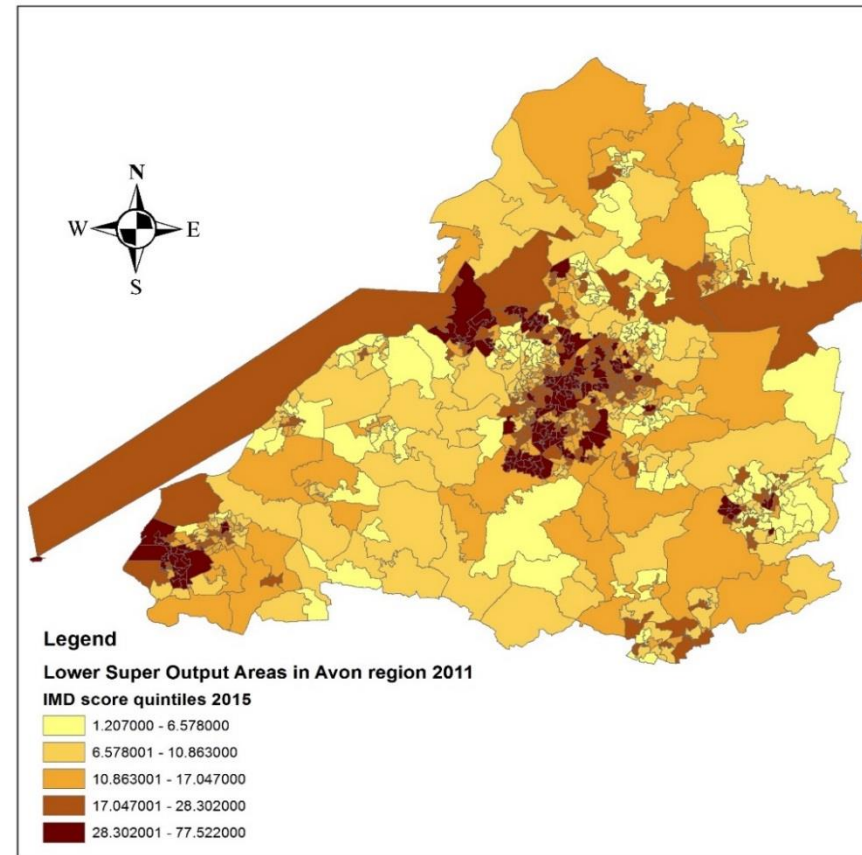 N
W E
S
Legend
Lower Super Output Areas in Avon region 2011
IMD score quintiles 2015
1.207000 - 6.578000
6.578001 - 10.863000
10.863001 - 17.047000
17.047001 - 28.302000
28.302001 - 77.522000